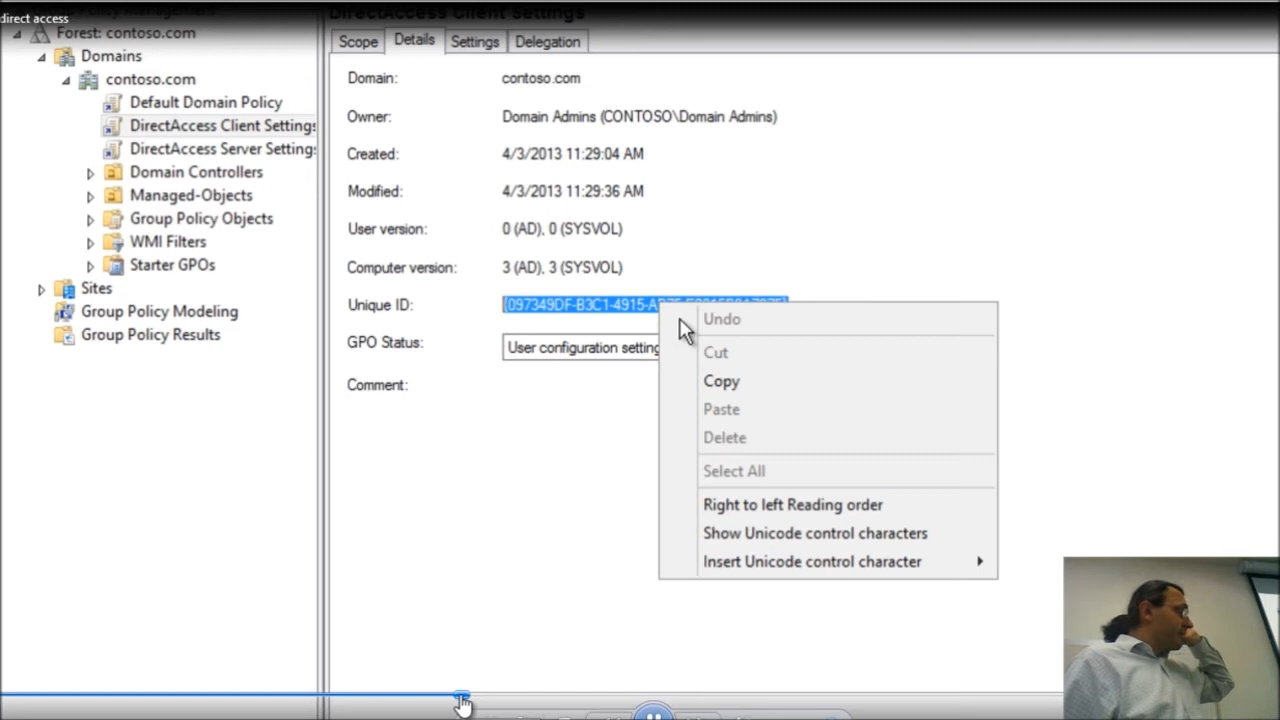 direct access
DirectAccess Client Settings
Forest: contoso.com
Domains
contoso.com
Default Domain Policy
DirectAccess Client Settings
DirectAccess Server Settings
Domain Controllers
Managed-Objects
Group Policy Objects
WMI Filters
Starter GPOs
Sites
Group Policy Modeling
Group Policy Results
Scope
Details
Settings
Delegation
Domain: contoso.com
Owner: Domain Admins (CONTOSO\Domain Admins)
Created: 4/3/2013 11:29:04 AM
Modified: 4/3/2013 11:29:36 AM
User version: 0 (AD), 0 (SYSVOL)
Computer version: 3 (AD), 3 (SYSVOL)
Unique ID: {097349DF-B3C1-4915-
GPO Status: User configuration setting
Comment:
Undo
Cut
Copy
Paste
Delete
Select All
Right to left Reading order
Show Unicode control characters
Insert Unicode control character